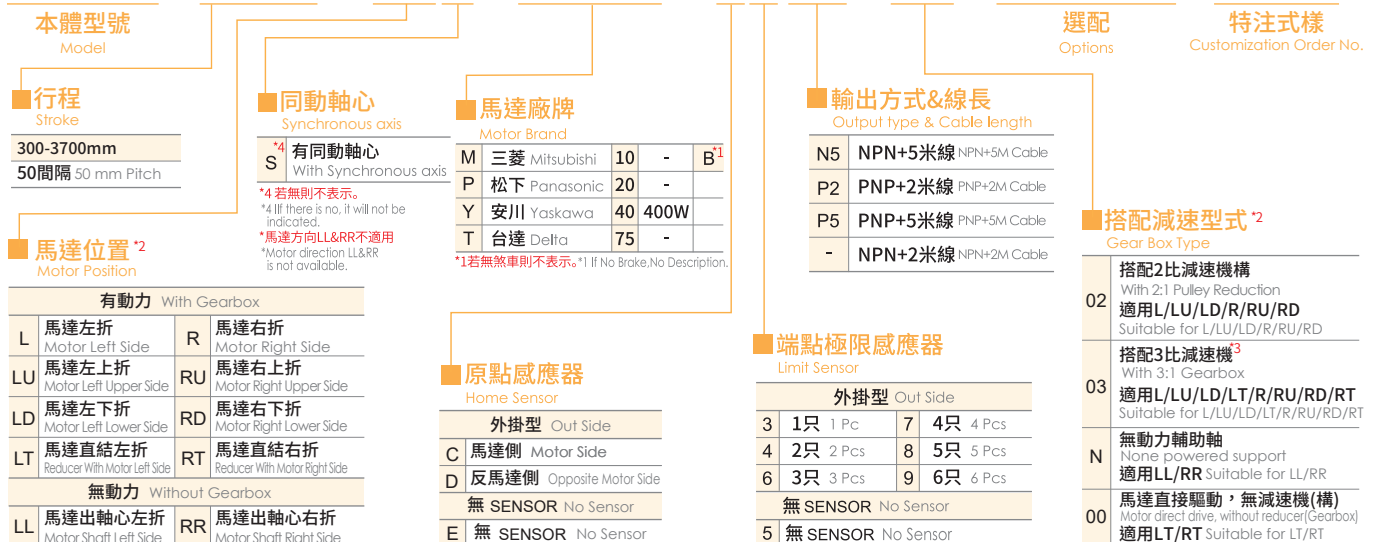 本體型號
Model
選配
Options
特注式樣
Customization Order No.
行程
Stroke
300-3700mm
50間隔 50 mm Pitch
馬達位置 *2
Motor Position
有動力 With Gearbox
L 馬達左折 Motor Left Side R 馬達右折 Motor Right Side
LU 馬達左上折 Motor Left Upper Side RU 馬達右上折 Motor Right Upper Side
LD 馬達左下折 Motor Left Lower Side RD 馬達右下折 Motor Right Lower Side
LT 馬達直結左折 Reducer With Motor Left Side RT 馬達直結右折 Reducer With Motor Right Side
無動力 Without Gearbox
LL 馬達出軸心左折 Motor Shaft Left Side RR 馬達出軸心右折 Motor Shaft Right Side
同動軸心
Synchronous axis
S *4 有同動軸心
With Synchronous axis
*4 若無則不表示。
*4 IIf there is no, it will not be
indicated.
*馬達方向LL&RR不適用
*Motor direction LL&RR
is not available.
馬達廠牌
Motor Brand
M 三菱 Mitsubishi 10 - B*1
P 松下 Panasonic 20 -
Y 安川 Yaskawa 40 400W
T 台達 Delta 75 -
*1若無煞車則不表示。*1 If No Brake,No Description.
原點感應器
Home Sensor
外掛型 Out Side
C 馬達側 Motor Side
D 反馬達側 Opposite Motor Side
無 SENSOR No Sensor
E 無 SENSOR No Sensor
端點極限感應器
Limit Sensor
外掛型 Out Side
3 1只 1 Pc 7 4只 4 Pcs
4 2只 2 Pcs 8 5只 5 Pcs
6 3只 3 Pcs 9 6只 6 Pcs
無 SENSOR No Sensor
5 無 SENSOR No Sensor
輸出方式&線長
Output type & Cable length
N5 NPN+5米線 NPN+5M Cable
P2 PNP+2米線 PNP+2M Cable
P5 PNP+5米線 PNP+5M Cable
- NPN+2米線 NPN+2M Cable
搭配減速型式 *2
Gear Box Type
02 搭配2比減速機構
With 2:1 Pulley Reduction
適用L/LU/LD/R/RU/RD
Suitable for L/LU/LD/R/RU/RD
03 搭配3比減速機*3
With 3:1 Gearbox
適用L/LU/LD/LT/R/RU/RD/RT
Suitable for L/LU/LD/LT/R/RU/RD/RT
N 無動力輔助軸
None powered support
適用LL/RR Suitable for LL/RR
00 馬達直接驅動，無減速機(構)
Motor direct drive, without reducer(Gearbox)
適用LT/RT Suitable for LT/RT